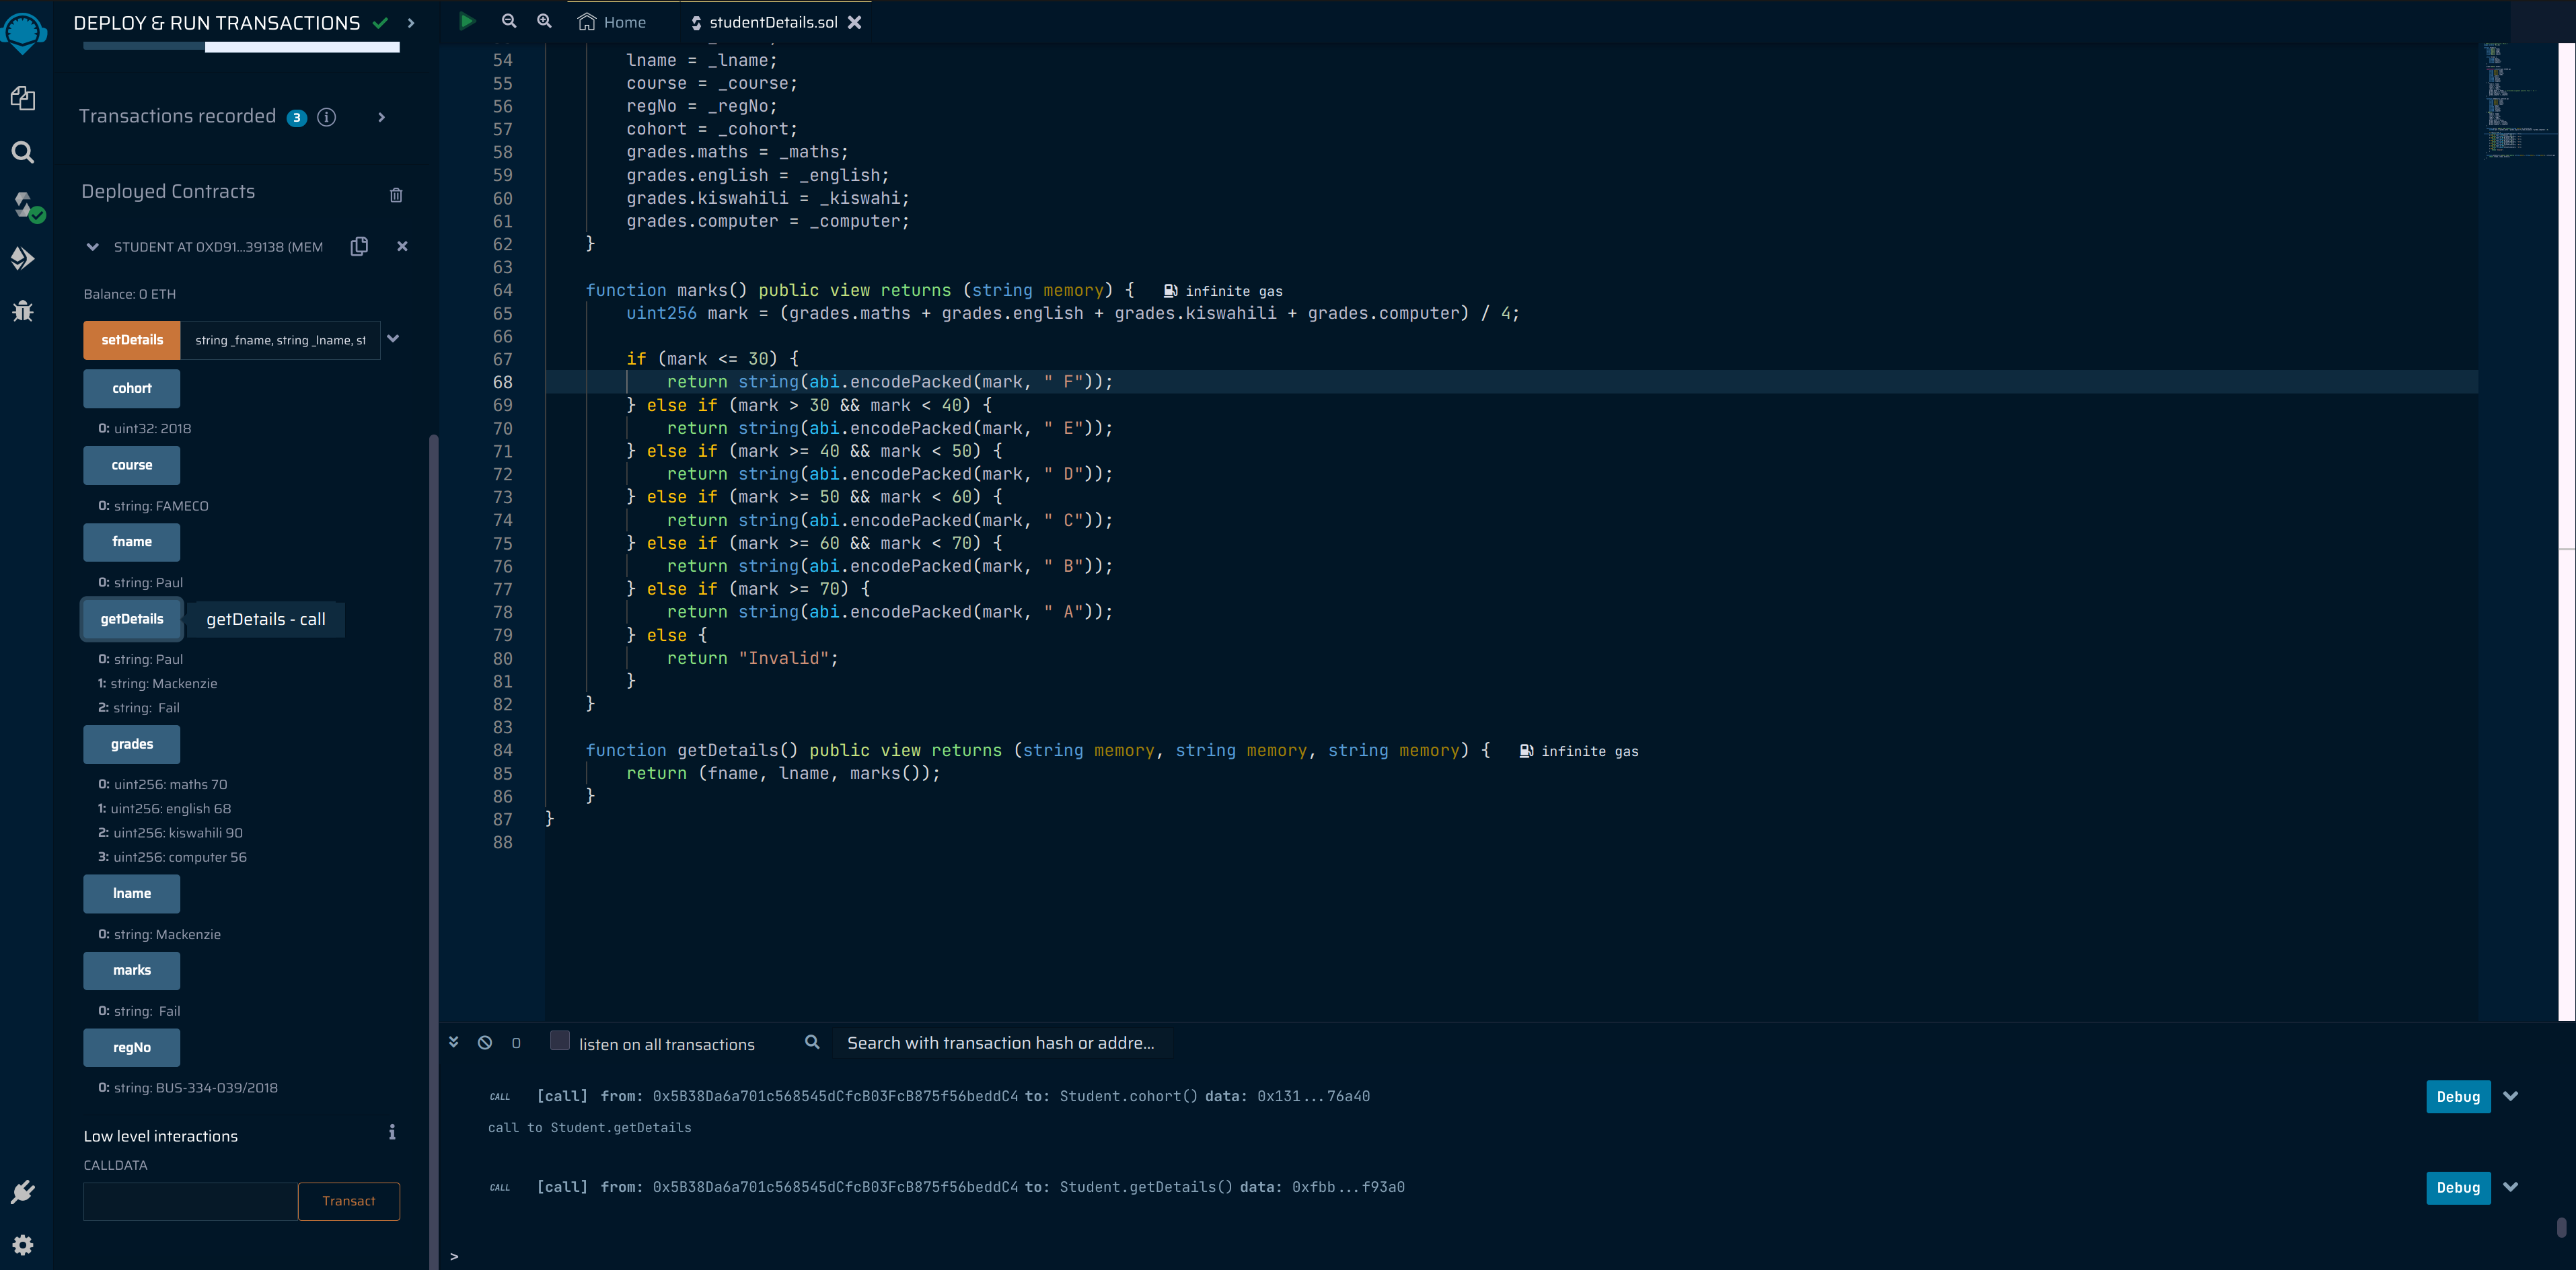 DEPLOY & RUN TRANSACTIONS
Transactions recorded 3
Deployed Contracts
STUDENT AT 0XD91...39138 (MEM
Balance: 0 ETH
setDetails string _fname, string _lname, st
cohort
0: uint32: 2018
course
0: string: FAMECO
fname
0: string: Paul
getDetails getDetails - call
0: string: Paul
1: string: Mackenzie
2: string: Fail
grades
0: uint256: maths 70
1: uint256: english 68
2: uint256: kiswahili 90
3: uint256: computer 56
lname
0: string: Mackenzie
marks
0: string: Fail
regNo
0: string: BUS-334-039/2018
Low level interactions
CALLDATA
Transact
Home studentDetails.sol
54 lname = _lname;
55 course = _course;
56 regNo = _regNo;
57 cohort = _cohort;
58 grades.maths = _maths;
59 grades.english = _english;
60 grades.kiswahili = _kiswahi;
61 grades.computer = _computer;
62 }
63
64 function marks() public view returns (string memory) { infinite gas
65 uint256 mark = (grades.maths + grades.english + grades.kiswahili + grades.computer) / 4;
66
67 if (mark <= 30) {
68 return string(abi.encodePacked(mark, " F"));
69 } else if (mark > 30 && mark < 40) {
70 return string(abi.encodePacked(mark, " E"));
71 } else if (mark >= 40 && mark < 50) {
72 return string(abi.encodePacked(mark, " D"));
73 } else if (mark >= 50 && mark < 60) {
74 return string(abi.encodePacked(mark, " C"));
75 } else if (mark >= 60 && mark < 70) {
76 return string(abi.encodePacked(mark, " B"));
77 } else if (mark >= 70) {
78 return string(abi.encodePacked(mark, " A"));
79 } else {
80 return "Invalid";
81 }
82 }
83
84 function getDetails() public view returns (string memory, string memory, string memory) { infinite gas
85 return (fname, lname, marks());
86 }
87 }
88
0 listen on all transactions Search with transaction hash or addre...
CALL [call] from: 0x5B38Da6a701c568545dCfcB03FcB875f56beddC4 to: Student.cohort() data: 0x131...76a40 Debug
call to Student.getDetails
CALL [call] from: 0x5B38Da6a701c568545dCfcB03FcB875f56beddC4 to: Student.getDetails() data: 0xfbb...f93a0 Debug
>